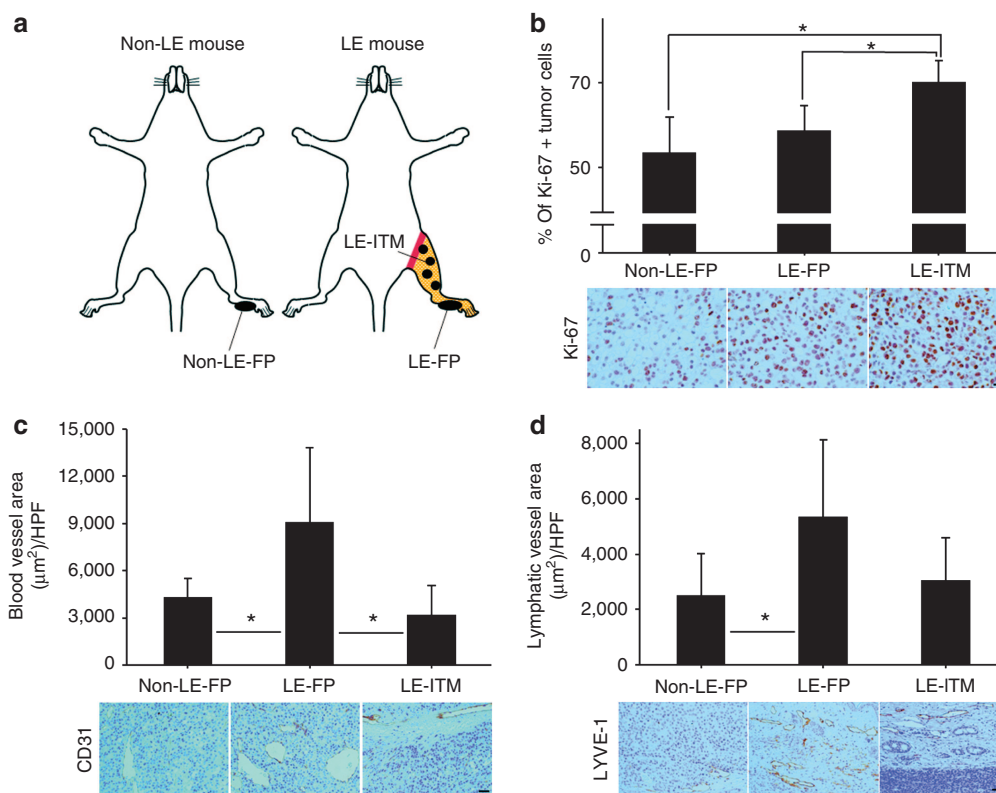 a
Non-LE mouse
LE mouse
LE-ITM
Non-LE-FP
LE-FP
b
% Of Ki-67 + tumor cells
70
50
0
*
*
Non-LE-FP
LE-FP
LE-ITM
Ki-67
c
Blood vessel area
(μm²)/HPF
15,000
12,000
9,000
6,000
3,000
0
*
*
Non-LE-FP
LE-FP
LE-ITM
CD31
d
Lymphatic vessel area
(μm²)/HPF
8,000
6,000
4,000
2,000
0
*
Non-LE-FP
LE-FP
LE-ITM
LYVE-1